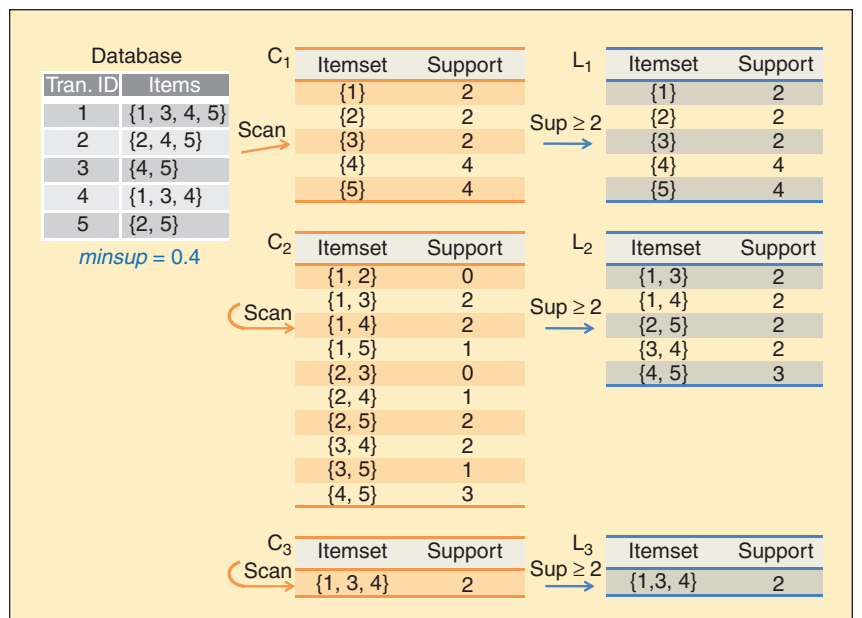 Database
Tran. ID Items
1 {1, 3, 4, 5}
2 {2, 4, 5}
3 {4, 5}
4 {1, 3, 4}
5 {2, 5}
minsup = 0.4
Scan
C1
Itemset Support
{1} 2
{2} 2
{3} 2
{4} 4
{5} 4
Sup ≥ 2
L1
Itemset Support
{1} 2
{2} 2
{3} 2
{4} 4
{5} 4
Scan
C2
Itemset Support
{1, 2} 0
{1, 3} 2
{1, 4} 2
{1, 5} 1
{2, 3} 0
{2, 4} 1
{2, 5} 2
{3, 4} 2
{3, 5} 1
{4, 5} 3
Sup ≥ 2
L2
Itemset Support
{1, 3} 2
{1, 4} 2
{2, 5} 2
{3, 4} 2
{4, 5} 3
Scan
C3
Itemset Support
{1, 3, 4} 2
Sup ≥ 2
L3
Itemset Support
{1,3, 4} 2